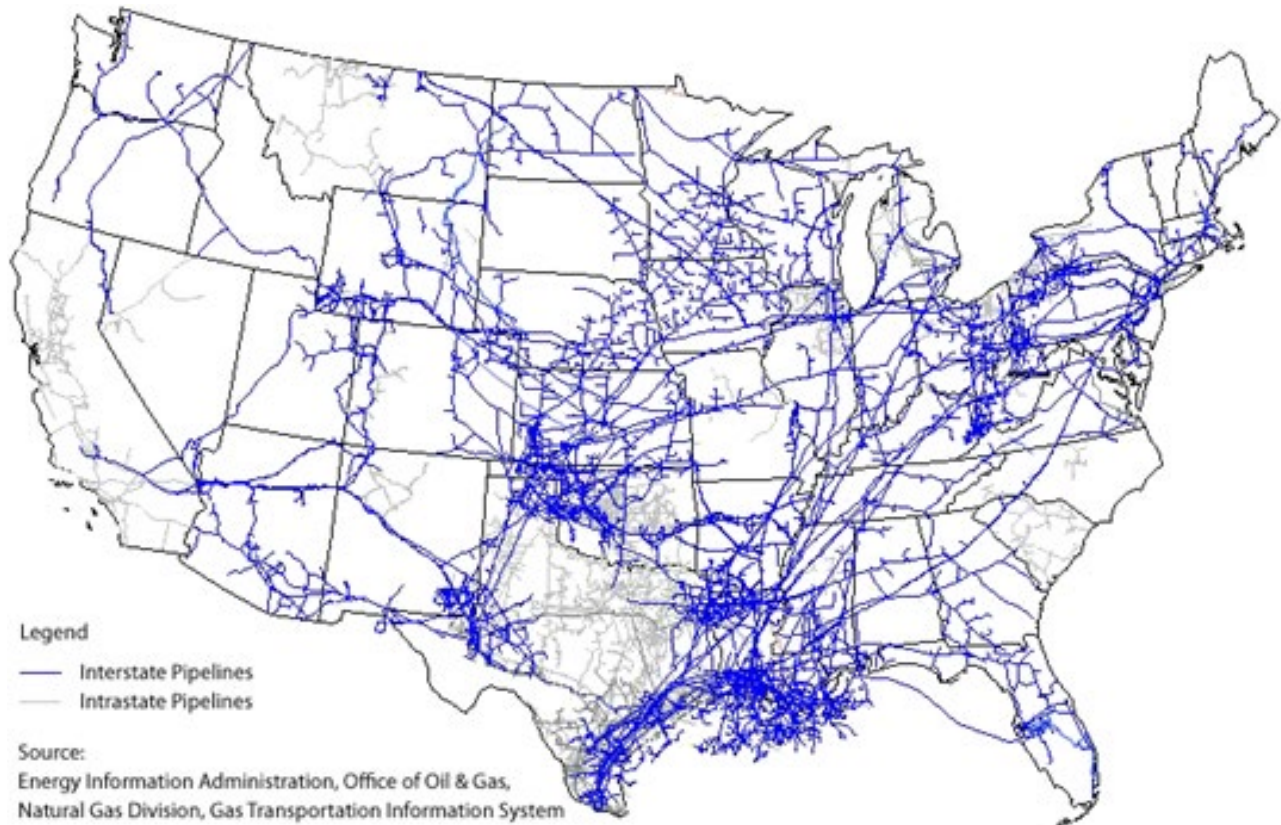 Legend
Interstate Pipelines
Intrastate Pipelines
Source:
Energy Information Administration, Office of Oil & Gas,
Natural Gas Division, Gas Transportation Information System